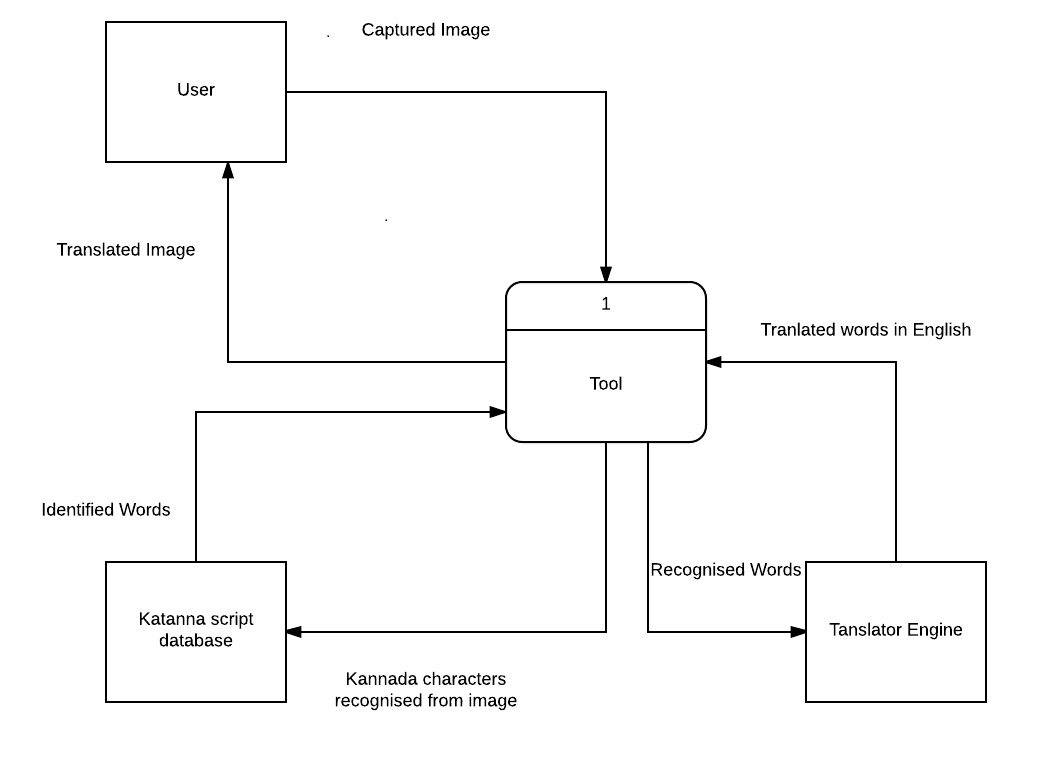 Captured Image
User
Translated Image
1
Tranlated words in English
Tool
Identified Words
Recognised Words
Katanna script
database
Tanslator Engine
Kannada characters
recognised from image